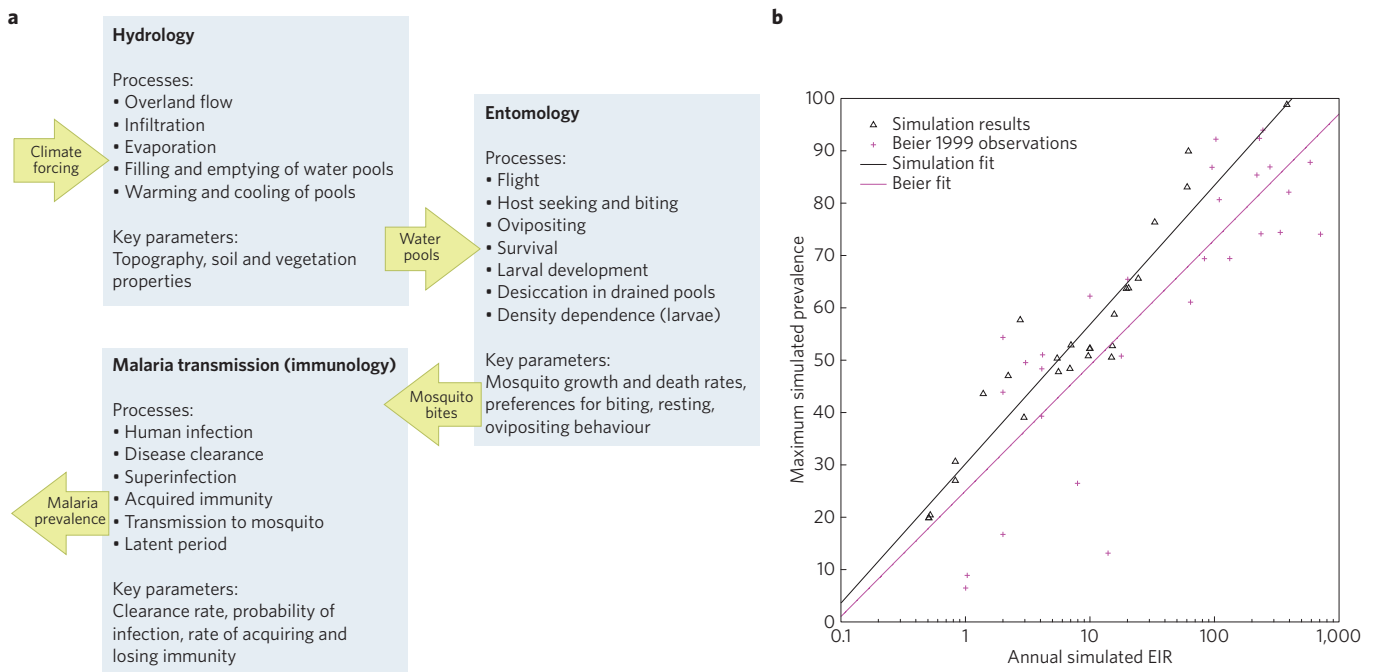 a
Hydrology
Processes:
• Overland flow
• Infiltration
• Evaporation
• Filling and emptying of water pools
• Warming and cooling of pools
Key parameters:
Topography, soil and vegetation
properties
Climate
forcing
Water
pools
Entomology
Processes:
• Flight
• Host seeking and biting
• Ovipositing
• Survival
• Larval development
• Desiccation in drained pools
• Density dependence (larvae)
Key parameters:
Mosquito growth and death rates,
preferences for biting, resting,
ovipositing behaviour
Mosquito
bites
Malaria transmission (immunology)
Processes:
• Human infection
• Disease clearance
• Superinfection
• Acquired immunity
• Transmission to mosquito
• Latent period
Key parameters:
Clearance rate, probability of
infection, rate of acquiring and
losing immunity
Malaria
prevalence
b
Simulation results
Beier 1999 observations
Simulation fit
Beier fit
Maximum simulated prevalence
100
90
80
70
60
50
40
30
20
10
0
0.1
1
10
100
1,000
Annual simulated EIR